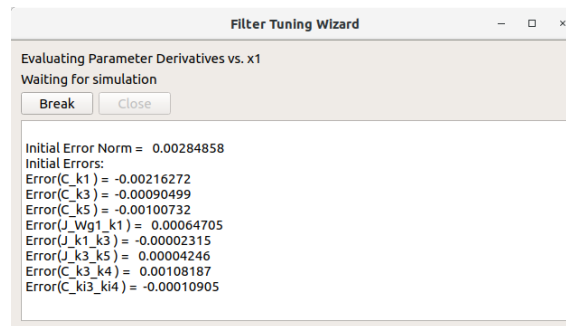 Filter Tuning Wizard
Evaluating Parameter Derivatives vs. x1
Waiting for simulation
Break Close
Initial Error Norm = 0.00284858
Initial Errors:
Error(C_k1 ) = -0.00216272
Error(C_k3 ) = -0.00090499
Error(C_k5 ) = -0.00100732
Error(J_Wg1_k1 ) = 0.00064705
Error(J_k1_k3 ) = -0.00002315
Error(J_k3_k5 ) = 0.00004246
Error(C_k3_k4 ) = 0.00108187
Error(C_ki3_ki4 ) = -0.00010905